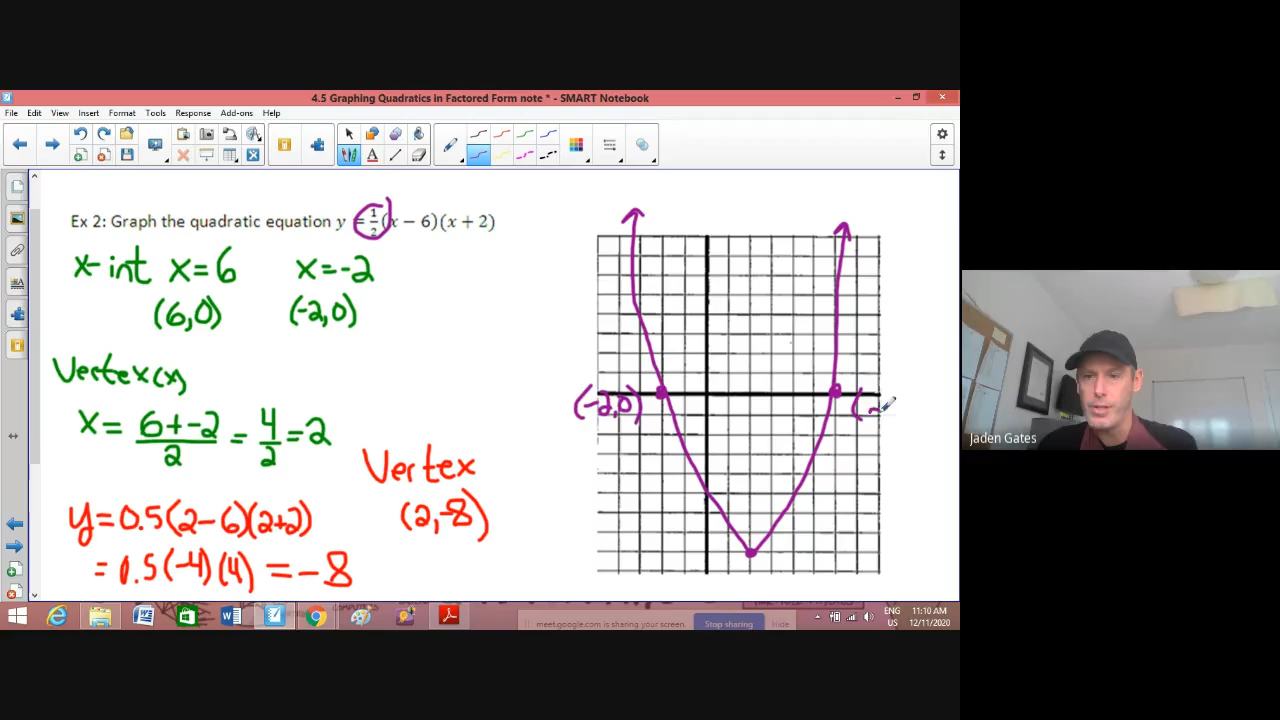 4.5 Graphing Quadratics in Factored Form note * - SMART Notebook
File Edit View Insert Format Tools Response Add-ons Help
Ex 2: Graph the quadratic equation y = 1/2(x − 6)(x + 2)
x-int x=6 x=-2
(6,0) (-2,0)
Vertex(x)
x= 6+-2/2 = 4/2 = 2
Vertex
(2,-8)
y=0.5(2-6)(2+2)
= 0.5(-4)(4) = -8
(-2,0)
(
Jaden Gates
meet.google.com is sharing your screen.
Stop sharing
Hide
ENG
US
11:10 AM
12/11/2020